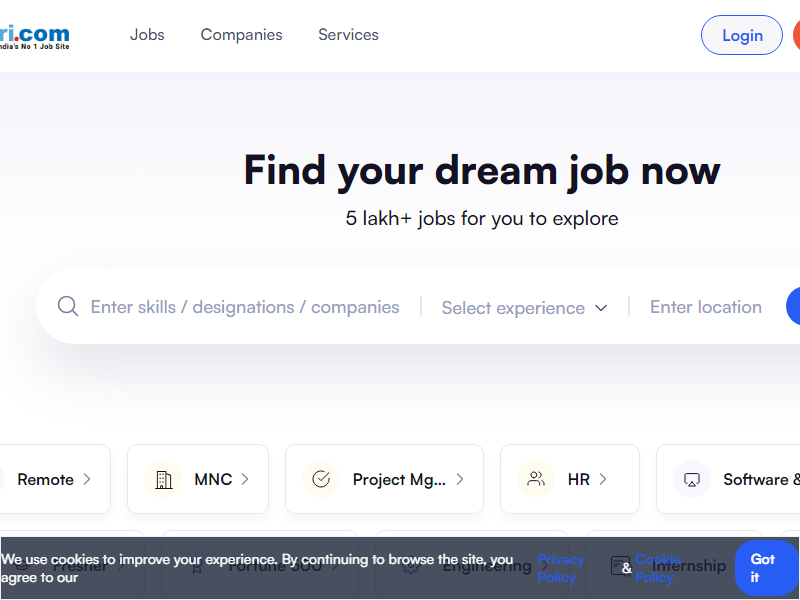 ri.com
ndia's No 1 Job Site
Jobs
Companies
Services
Login
Find your dream job now
5 lakh+ jobs for you to explore
Enter skills / designations / companies
Select experience
Enter location
Remote
MNC
Project Mg...
HR
Software &
Fresher
Fortune 500
Engineering
Internship
We use cookies to improve your experience. By continuing to browse the site, you
agree to our
Privacy
Policy
&
Cookie
Policy
Got
it